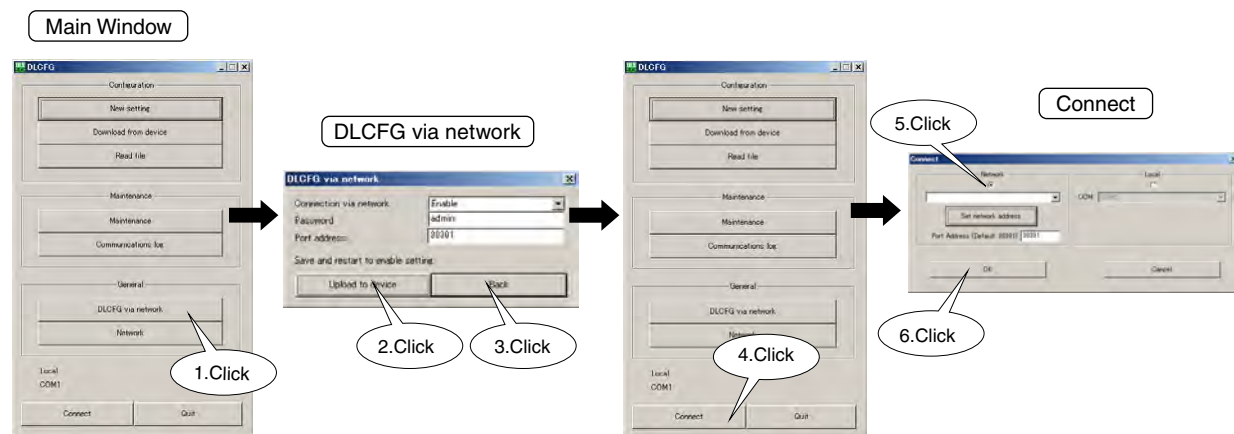 Main Window
DLCFG
Configuration
New setting
Download from device
Read file
Maintenance
Maintenance
Communications log
General
DLCFG via network
Network
1.Click
Local
COM1
Connect
Quit
DLCFG via network
DLCFG via network
Connection via network
Enable
Password
admin
Port address:
30301
Save and restart to enable setting.
Upload to device
Back
2.Click
3.Click
DLCFG
Configuration
New setting
Download from device
Read file
Maintenance
Maintenance
Communications log
General
DLCFG via network
4.Click
Local
COM1
Connect
Quit
Connect
5.Click
Connect
Network
Local
COM
Set network address
Port Address (Default 30301)
30301
OK
Cancel
6.Click